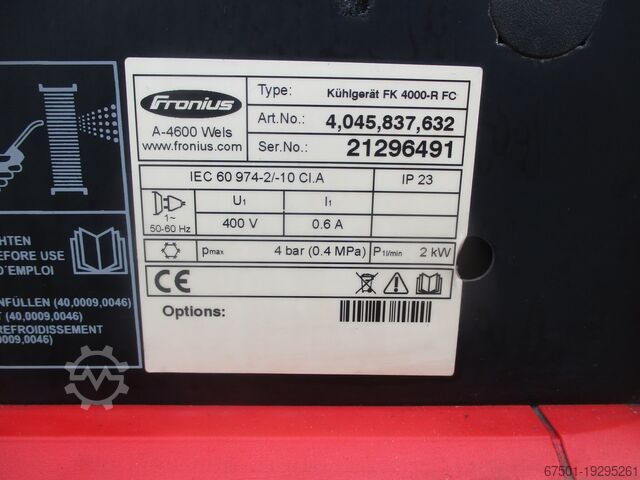 Fronius
A-4600 Wels
www.fronius.com
Type: Kühlgerät FK 4000-R FC
Art.No.: 4,045,837,632
Ser.No.: 21296491
IEC 60 974-2/-10 Cl.A IP 23
U1 I1
1~
50-60 Hz 400 V 0.6 A
pmax 4 bar (0.4 MPa) P1l/min 2 kW
CE
Options:
HTEN
EFORE USE
D´EMPLOI
NFÜLLEN (40,0009,0046)
T (40,0009,0046)
REFROIDISSEMENT
0009,0046)
67501-19295261